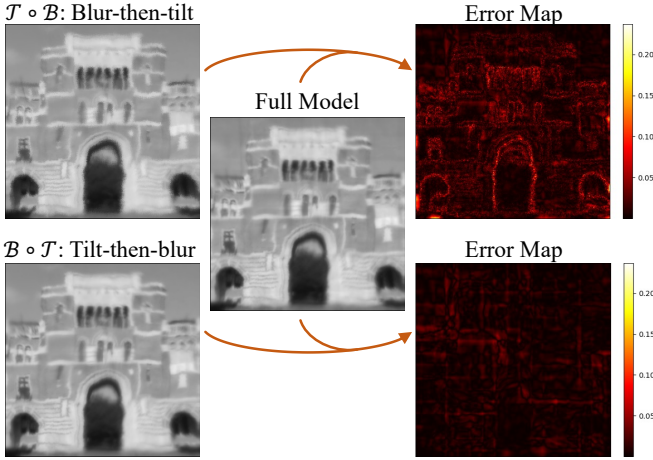 𝒯 ∘ ℬ: Blur-then-tilt
Error Map
0.20
0.15
0.10
0.05
Full Model
ℬ ∘ 𝒯: Tilt-then-blur
Error Map
0.20
0.15
0.10
0.05